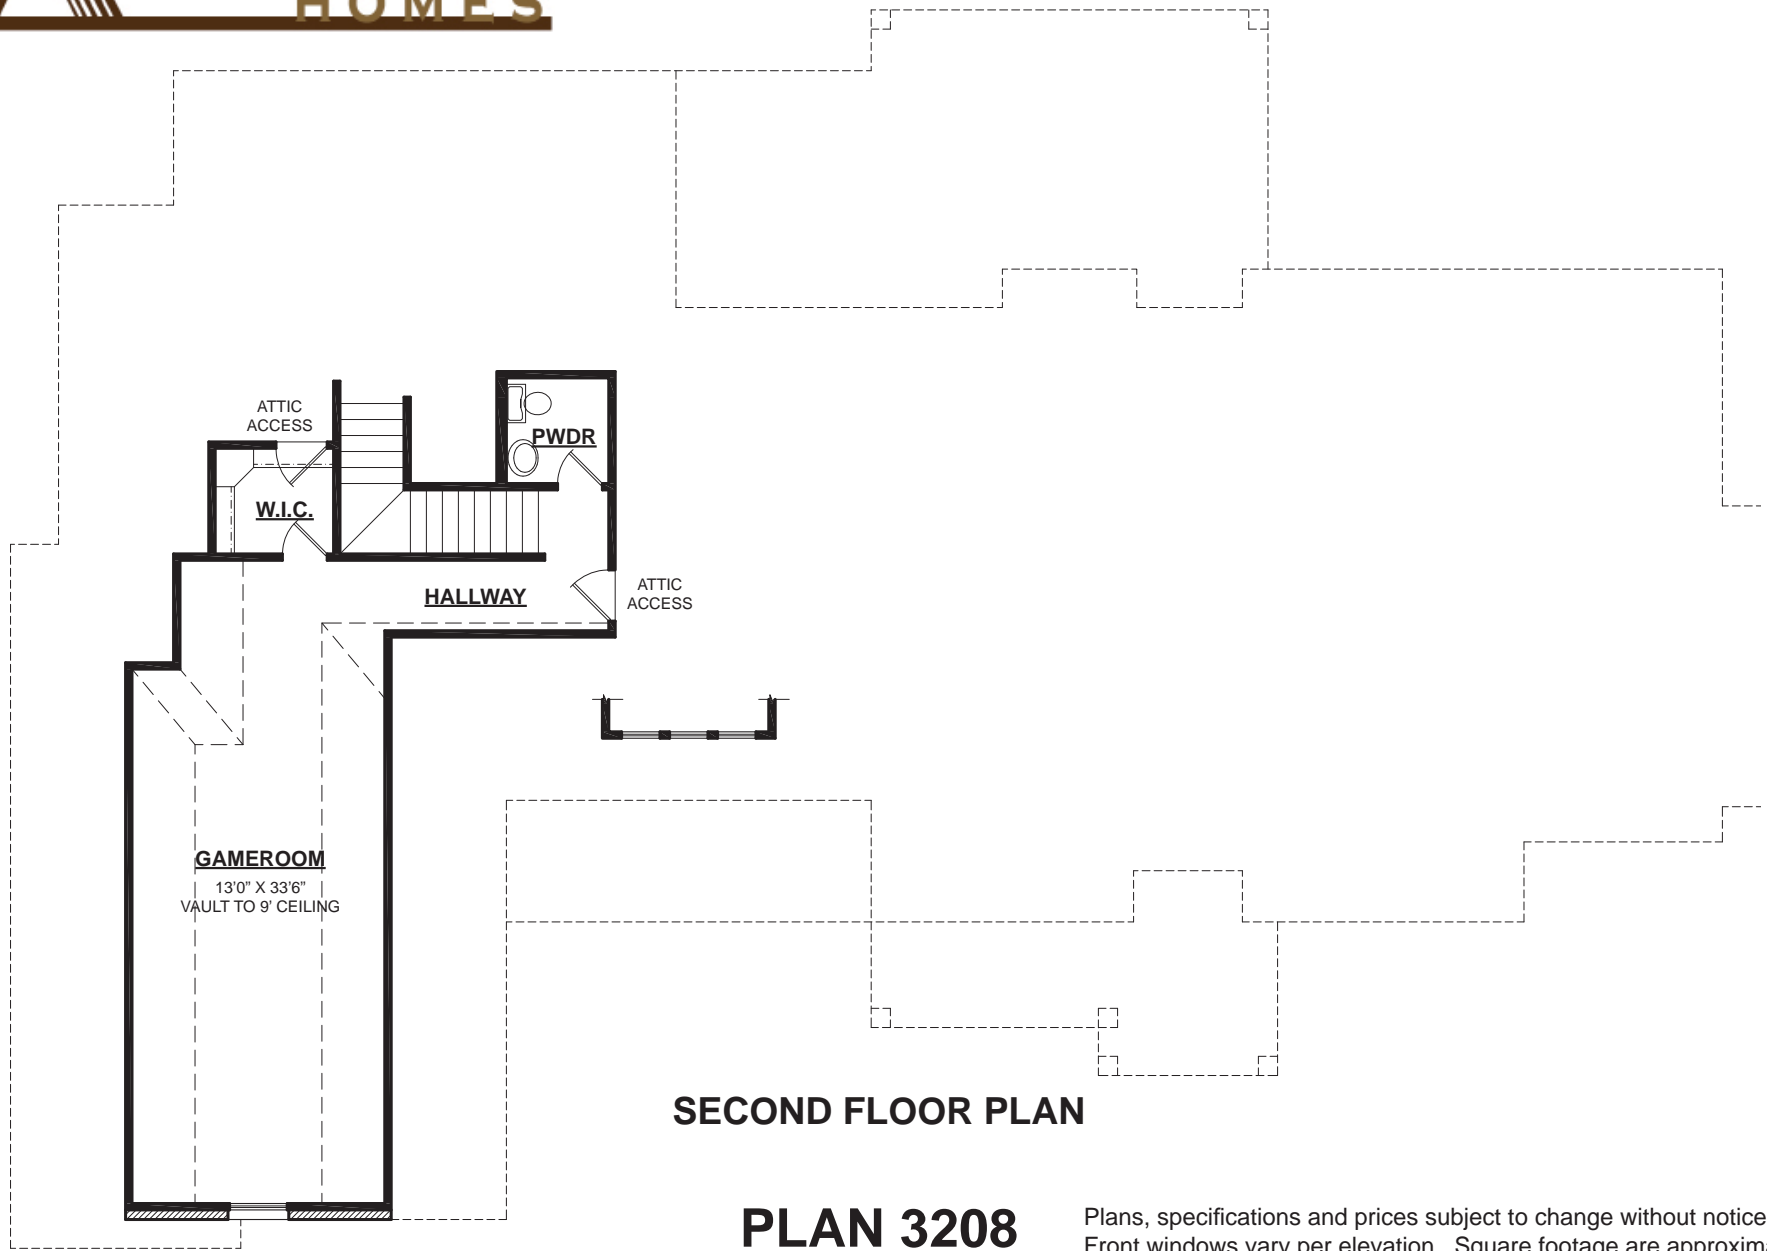 HOMES
ATTIC
ACCESS
PWDR
W.I.C.
HALLWAY
ATTIC
ACCESS
GAMEROOM
13'0" X 33'6"
VAULT TO 9' CEILING
SECOND FLOOR PLAN
PLAN 3208
Plans, specifications and prices subject to change without notice
Front windows vary per elevation. Square footage are